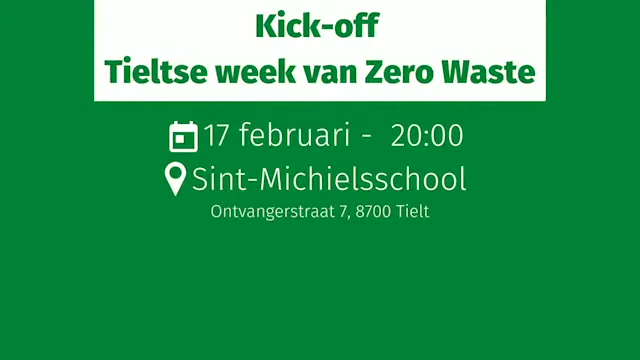 Kick-off
Tieltse week van Zero Waste
17 februari - 20:00
Sint-Michielsschool
Ontvangerstraat 7, 8700 Tielt